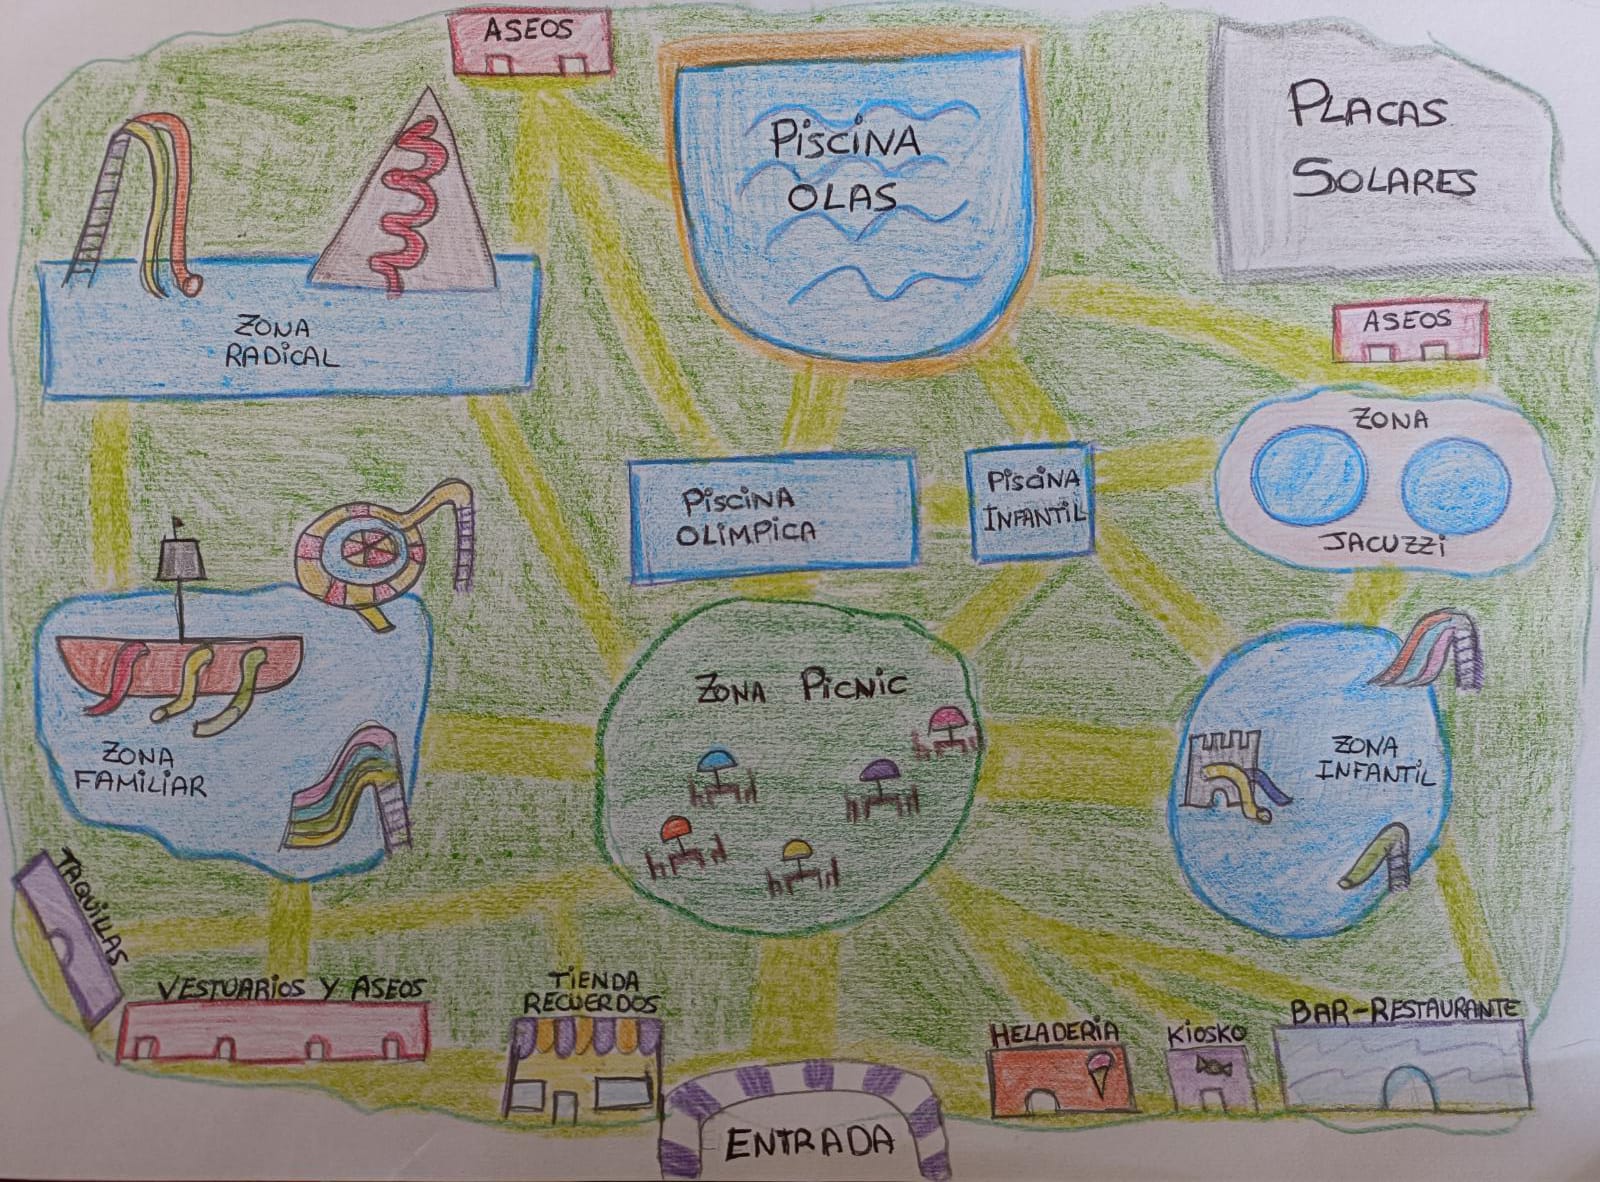 ASEOS
PiSCiNA
OLAS
PLACAS
SOLARES
ASEOS
ZONA
RADiCAL
ZONA
JACUZZi
PiSCiNA
OLiMPiCA
PiSCiNA
INFANTiL
ZONA PiCNiC
ZONA
FAMiLiAR
ZONA
INFANTiL
TAQUiLLAS
VESTUARiOS Y ASEOS
TiENDA
RECUERDOS
HELADERiA
KiOSKO
BAR-RESTAURANTE
ENTRADA